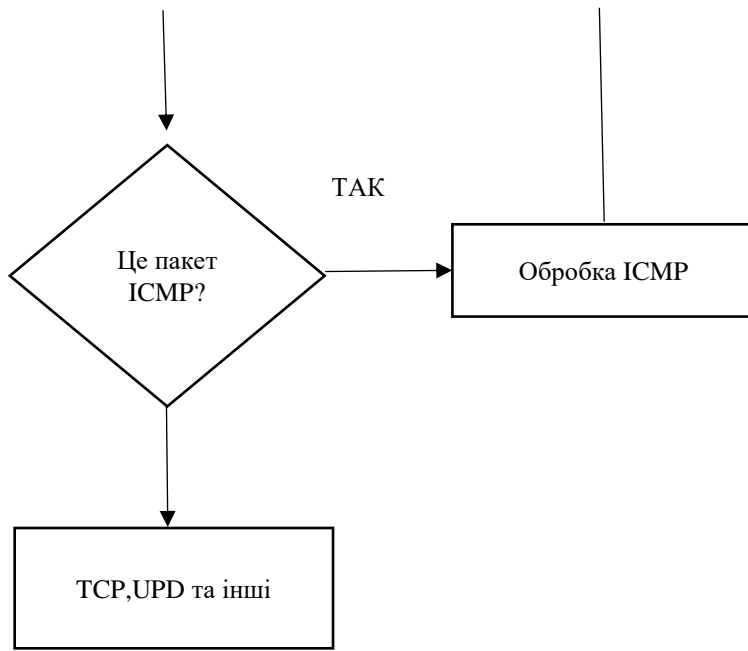 ТАК
Це пакет
ICMP?
Обробка ICMP
TCP,UPD та інші